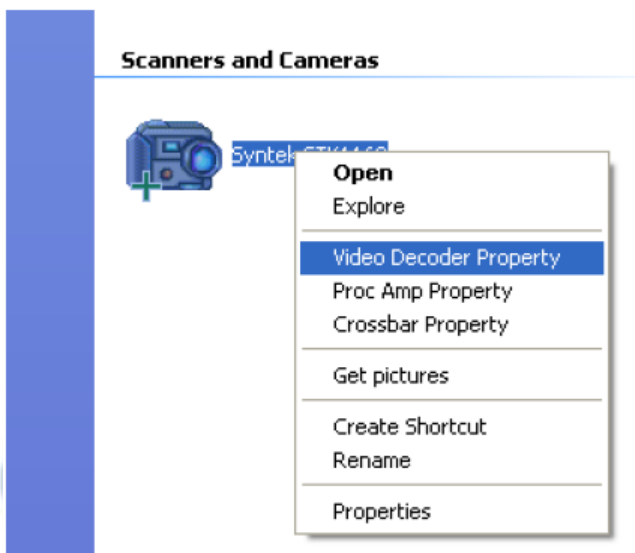 Scanners and Cameras
Syntek
Open
Explore
Video Decoder Property
Proc Amp Property
Crossbar Property
Get pictures
Create Shortcut
Rename
Properties